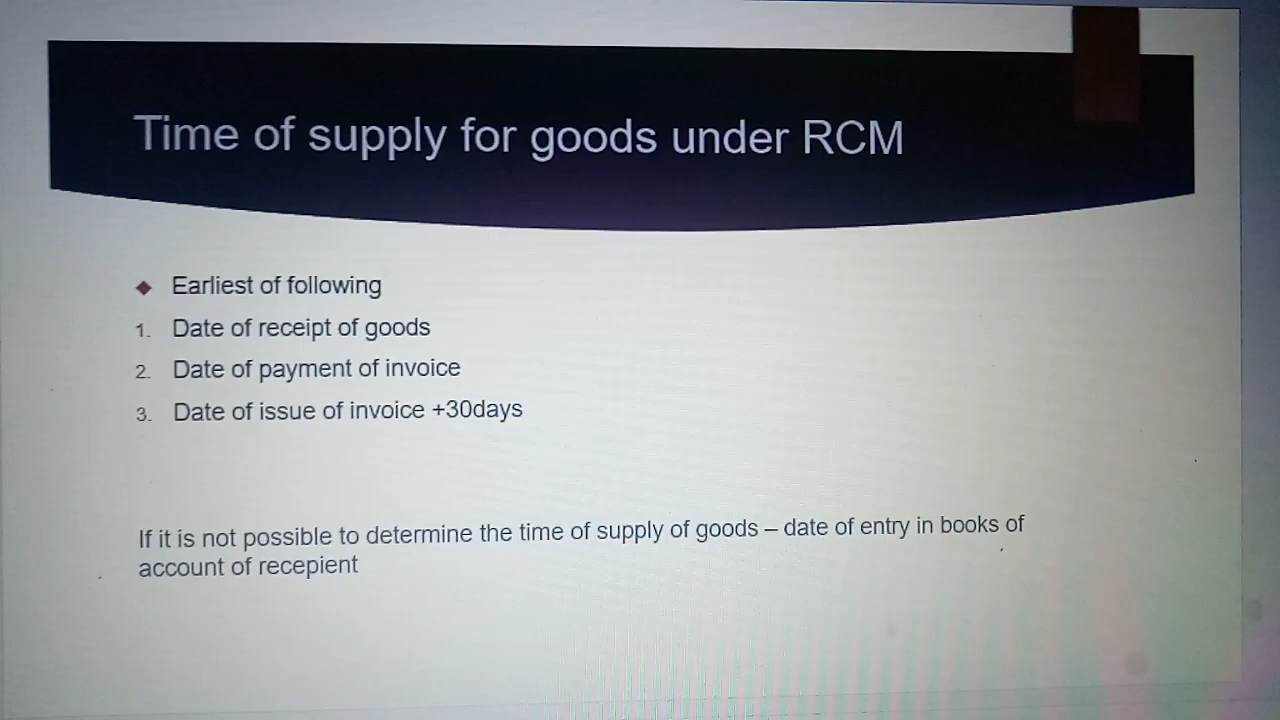 Time of supply for goods under RCM
◆ Earliest of following
1. Date of receipt of goods
2. Date of payment of invoice
3. Date of issue of invoice +30days
If it is not possible to determine the time of supply of goods – date of entry in books of
account of recepient